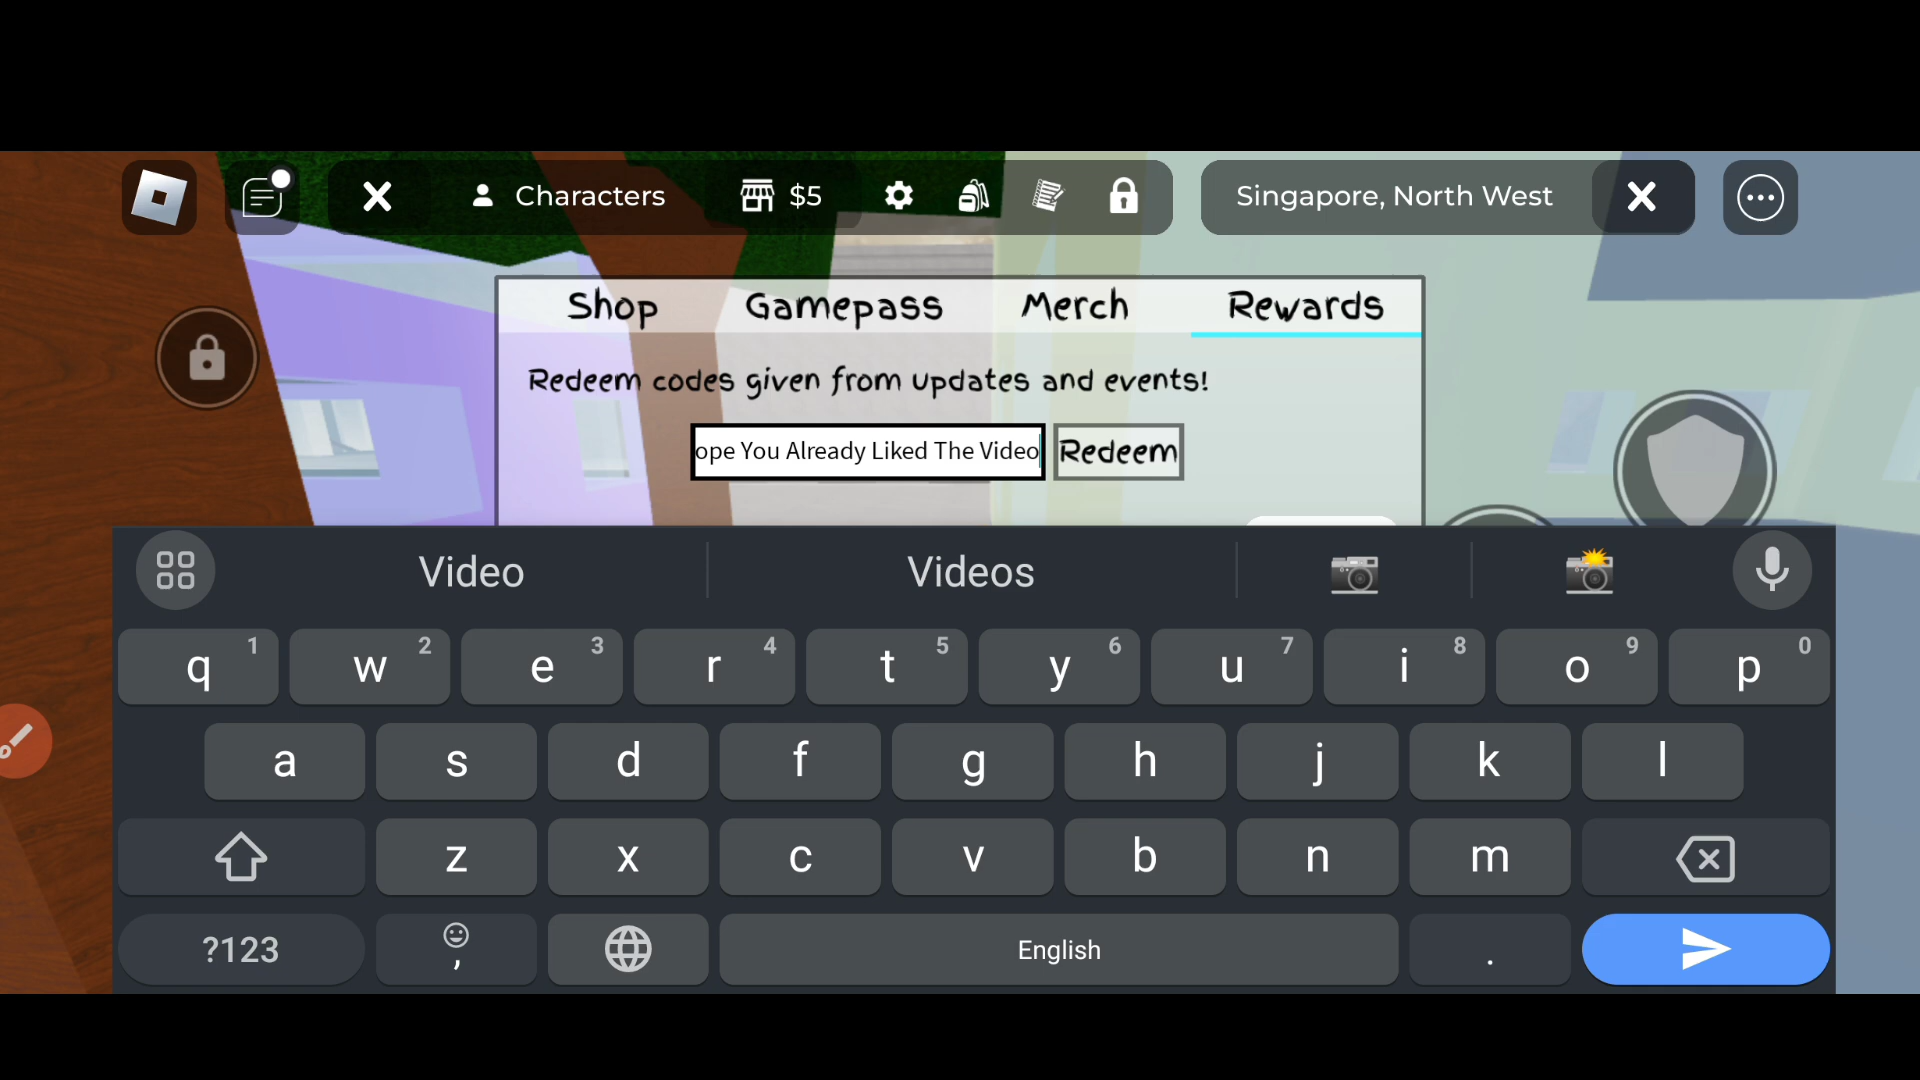 Characters $5 Singapore, North West
Shop Gamepass Merch Rewards
Redeem codes given from updates and events!
ope You Already Liked The Video Redeem
Video Videos
q 1 w 2 e 3 r 4 t 5 y 6 u 7 i 8 o 9 p 0
a s d f g h j k l
z x c v b n m
?123 , English .